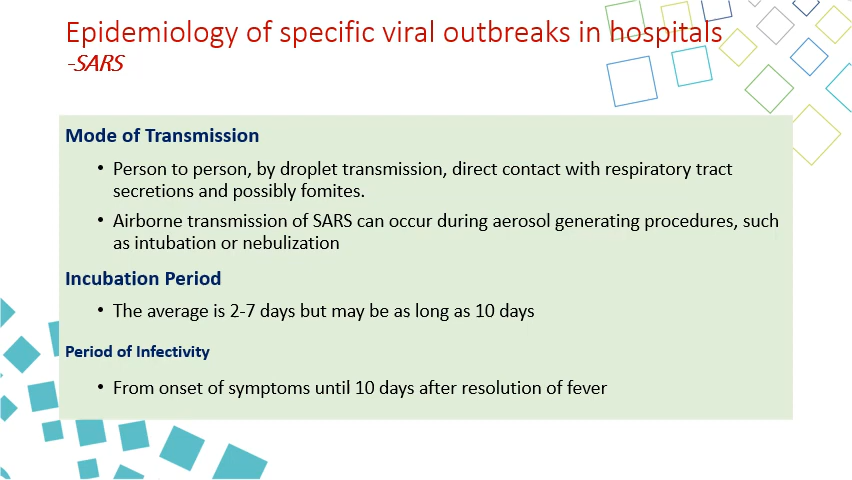 Epidemiology of specific viral outbreaks in hospitals
-SARS
Mode of Transmission
• Person to person, by droplet transmission, direct contact with respiratory tract
secretions and possibly fomites.
• Airborne transmission of SARS can occur during aerosol generating procedures, such
as intubation or nebulization
Incubation Period
• The average is 2-7 days but may be as long as 10 days
Period of Infectivity
• From onset of symptoms until 10 days after resolution of fever